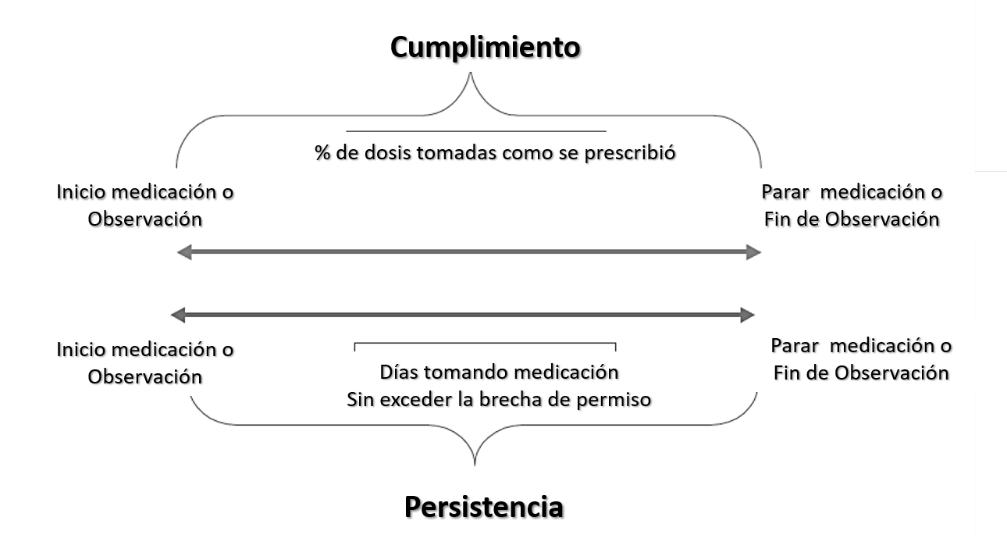 Cumplimiento
% de dosis tomadas como se prescribió
Inicio medicación o
Observación
Parar medicación o
Fin de Observación
Inicio medicación o
Observación
Días tomando medicación
Sin exceder la brecha de permiso
Parar medicación o
Fin de Observación
Persistencia